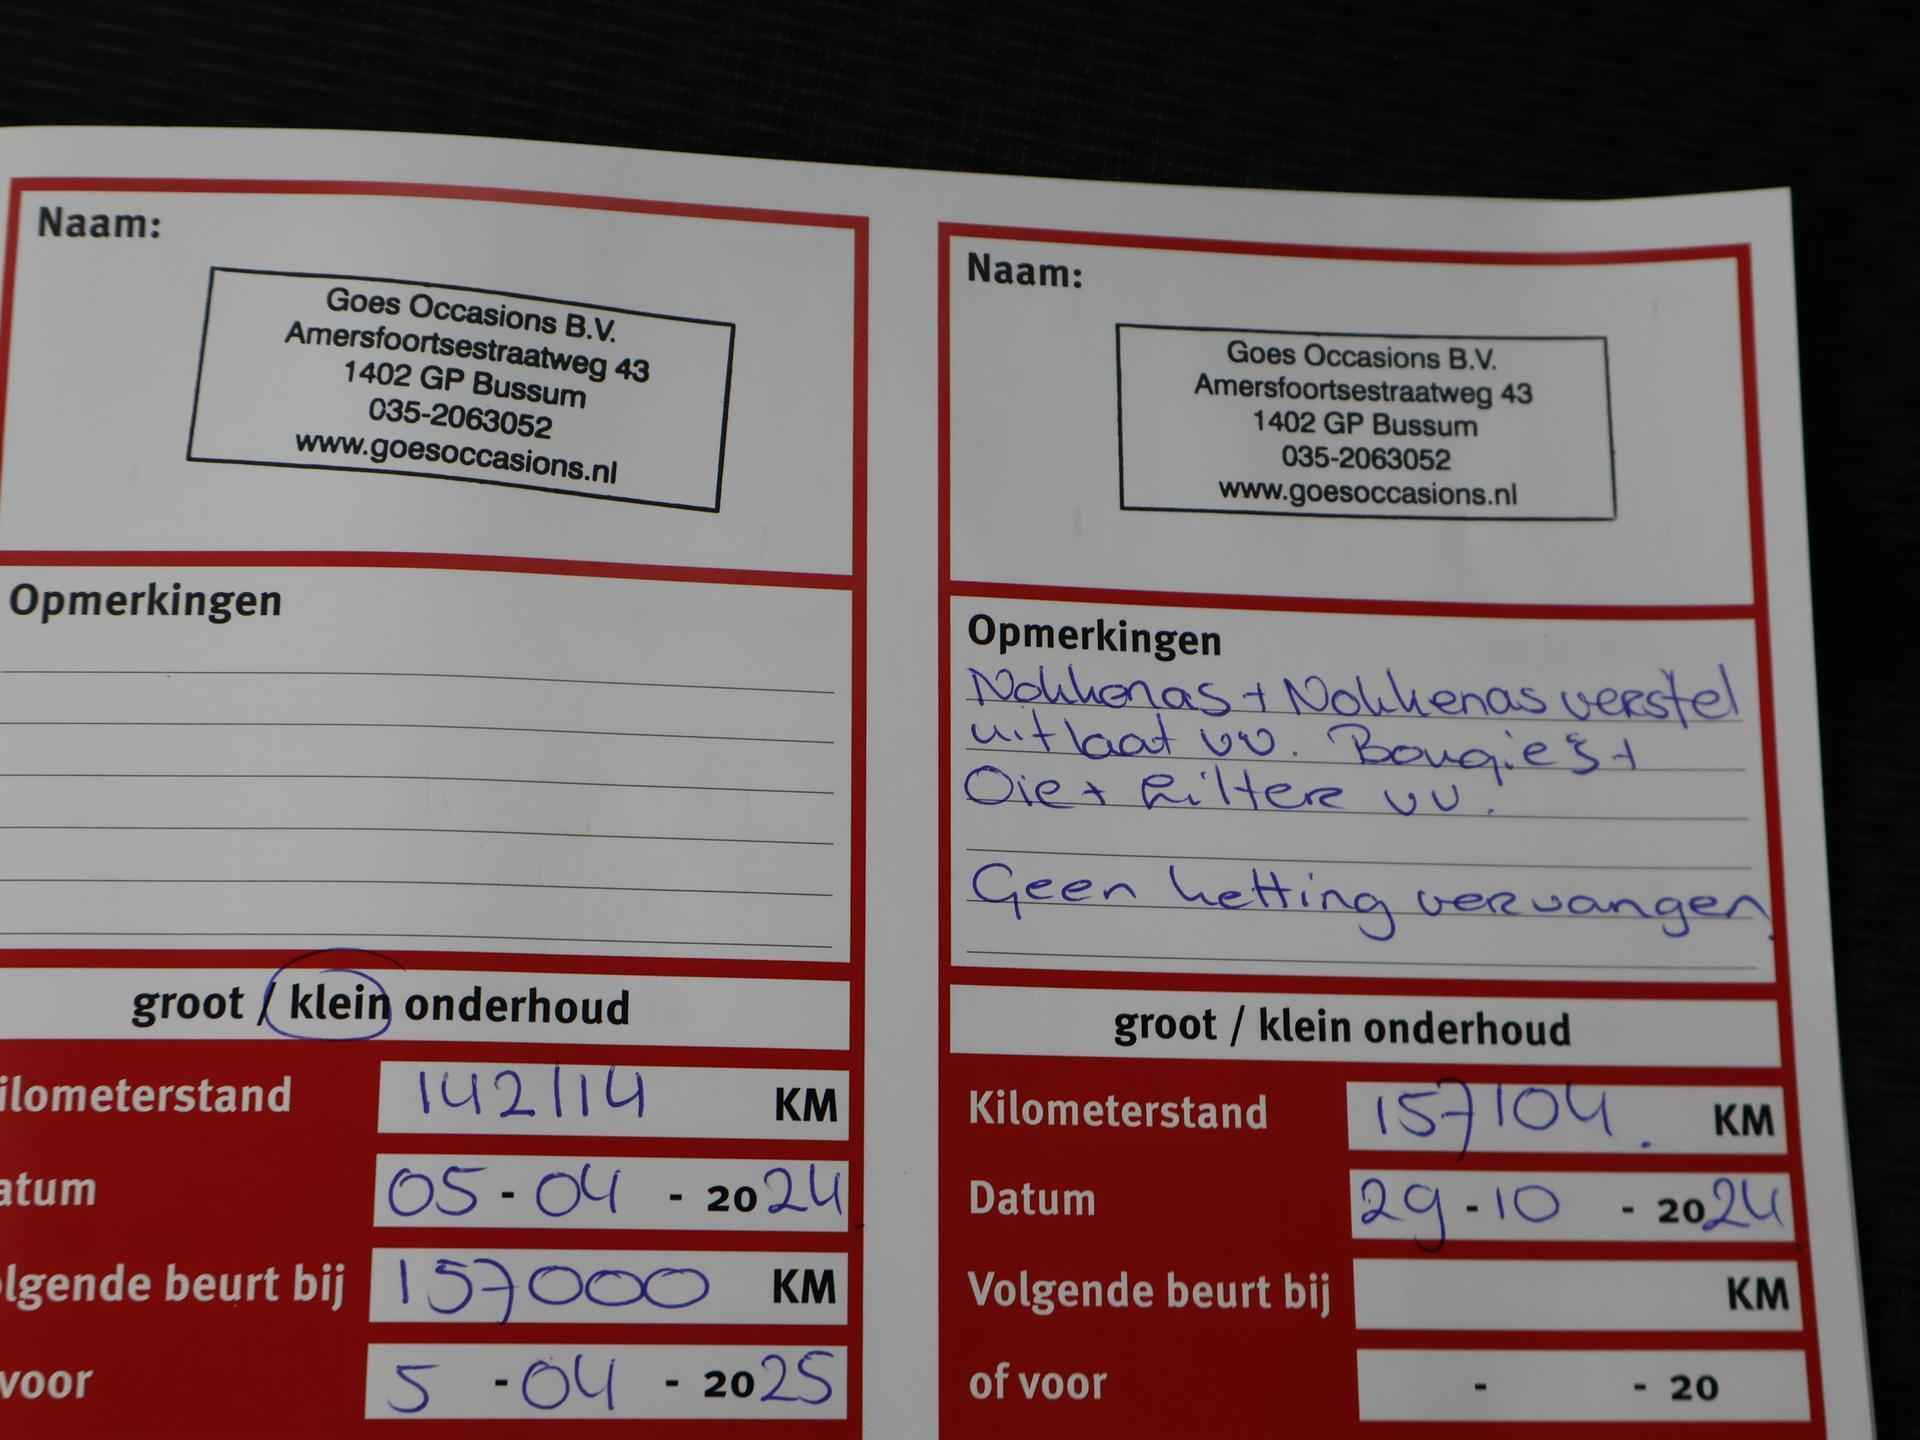 Naam:
Goes Occasions B.V.
Amersfoortsestraatweg 43
1402 GP Bussum
035-2063052
www.goesoccasions.nl
Opmerkingen
groot / klein onderhoud
ilometerstand 142114 KM
atum 05 - 04 - 2024
olgende beurt bij 157000 KM
voor 5 - 04 - 2025
Naam:
Goes Occasions B.V.
Amersfoortsestraatweg 43
1402 GP Bussum
035-2063052
www.goesoccasions.nl
Opmerkingen
Nokkenas + Nokkenas verstel
uitlaat vv. Bougies +
Oie + Filter vv.
Geen ketting vervangen
groot / klein onderhoud
Kilometerstand 157104. KM
Datum 29 - 10 - 2024
Volgende beurt bij KM
of voor - - 20